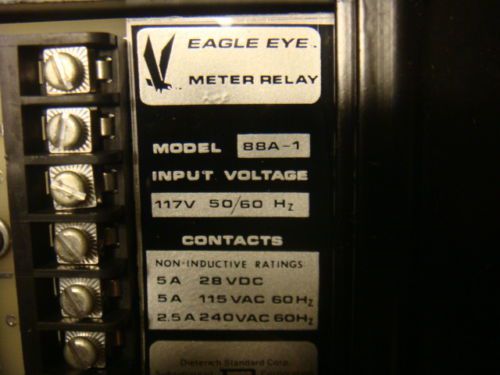 EAGLE EYE.
METER RELAY
MODEL 88A-1
INPUT VOLTAGE
117V 50/60 Hz
CONTACTS
NON-INDUCTIVE RATINGS
5A 28VDC
5A 115VAC 60Hz
2.5A 240VAC 60Hz
Dieterich Standard Corp.